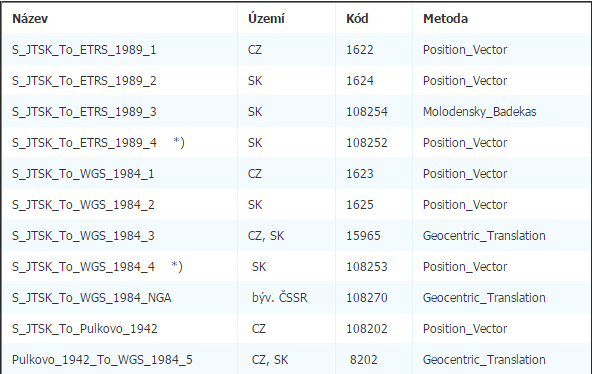 Název Území Kód Metoda
S_JTSK_To_ETRS_1989_1 CZ 1622 Position_Vector
S_JTSK_To_ETRS_1989_2 SK 1624 Position_Vector
S_JTSK_To_ETRS_1989_3 SK 108254 Molodensky_Badekas
S_JTSK_To_ETRS_1989_4 *) SK 108252 Position_Vector
S_JTSK_To_WGS_1984_1 CZ 1623 Position_Vector
S_JTSK_To_WGS_1984_2 SK 1625 Position_Vector
S_JTSK_To_WGS_1984_3 CZ, SK 15965 Geocentric_Translation
S_JTSK_To_WGS_1984_4 *) SK 108253 Position_Vector
S_JTSK_To_WGS_1984_NGA býv. ČSSR 108270 Geocentric_Translation
S_JTSK_To_Pulkovo_1942 CZ 108202 Position_Vector
Pulkovo_1942_To_WGS_1984_5 CZ, SK 8202 Geocentric_Translation